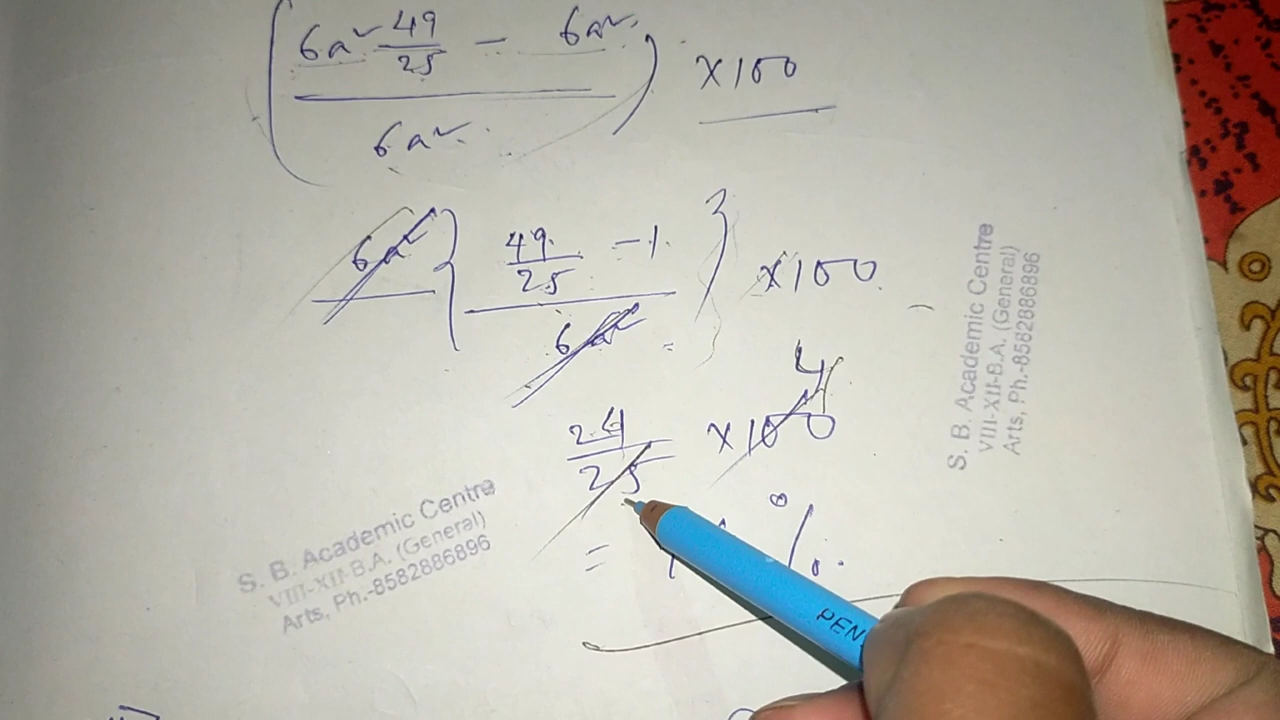 (6a² 49/25 - 6a²) ×100
6a²
6a² { 49/25 - 1 } ×100
6a²
4
24/25 ×100
= %.
S. B. Academic Centre
VIII-XII-B.A. (General)
Arts, Ph.-8582886896
S. B. Academic Centre
VIII-XII-B.A. (General)
Arts, Ph.-8582886896
PEN